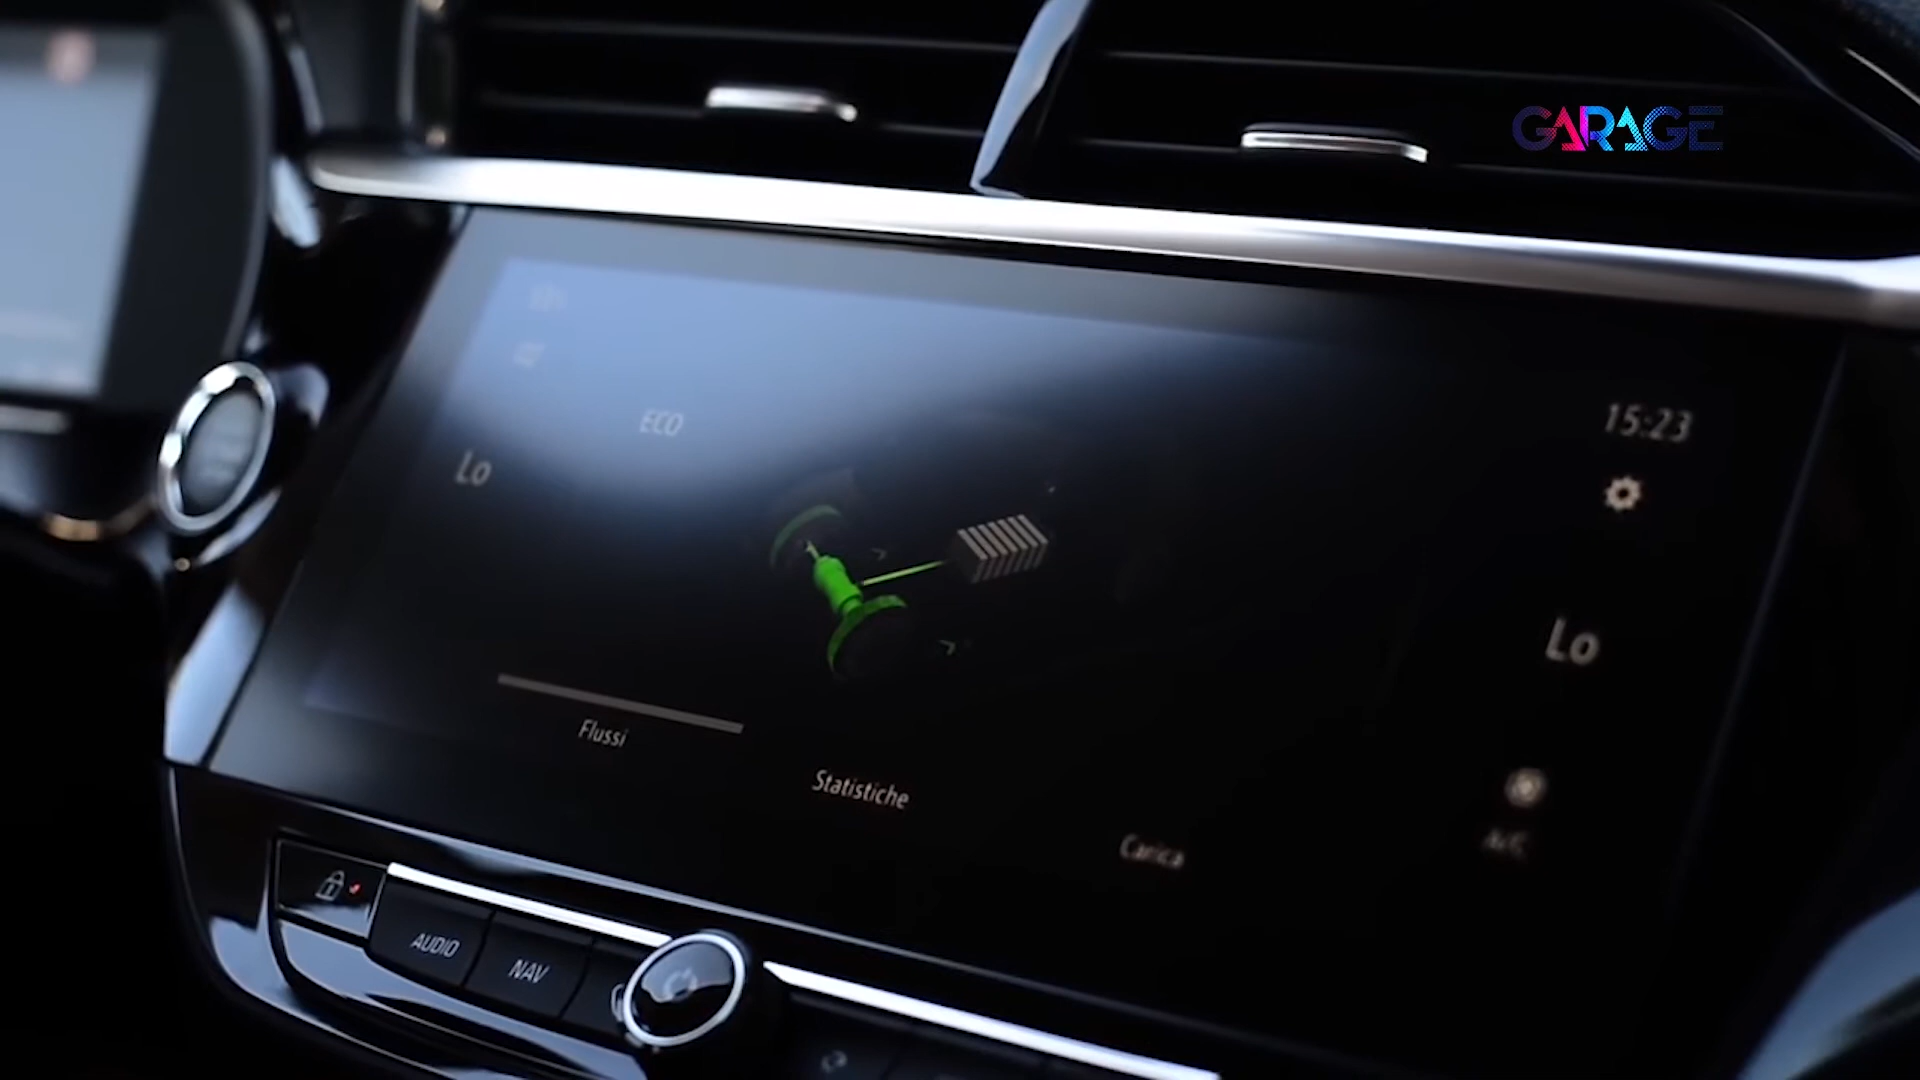 GARAGE
15:23
ECO
Lo
Lo
Flussi
Statistiche
Carica
A/C
AUDIO
NAV